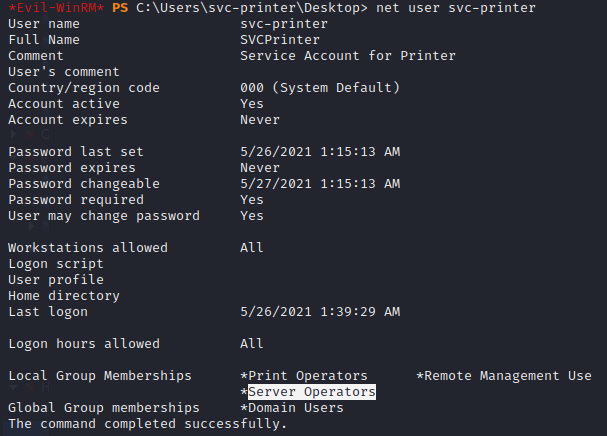 *Evil-WinRM* PS C:\Users\svc-printer\Desktop> net user svc-printer
User name                    svc-printer
Full Name                    SVCPrinter
Comment                      Service Account for Printer
User's comment
Country/region code          000 (System Default)
Account active               Yes
Account expires              Never

Password last set            5/26/2021 1:15:13 AM
Password expires             Never
Password changeable          5/27/2021 1:15:13 AM
Password required            Yes
User may change password     Yes

Workstations allowed         All
Logon script
User profile
Home directory
Last logon                   5/26/2021 1:39:29 AM

Logon hours allowed          All

Local Group Memberships      *Print Operators      *Remote Management Use
                             *Server Operators
Global Group memberships     *Domain Users
The command completed successfully.